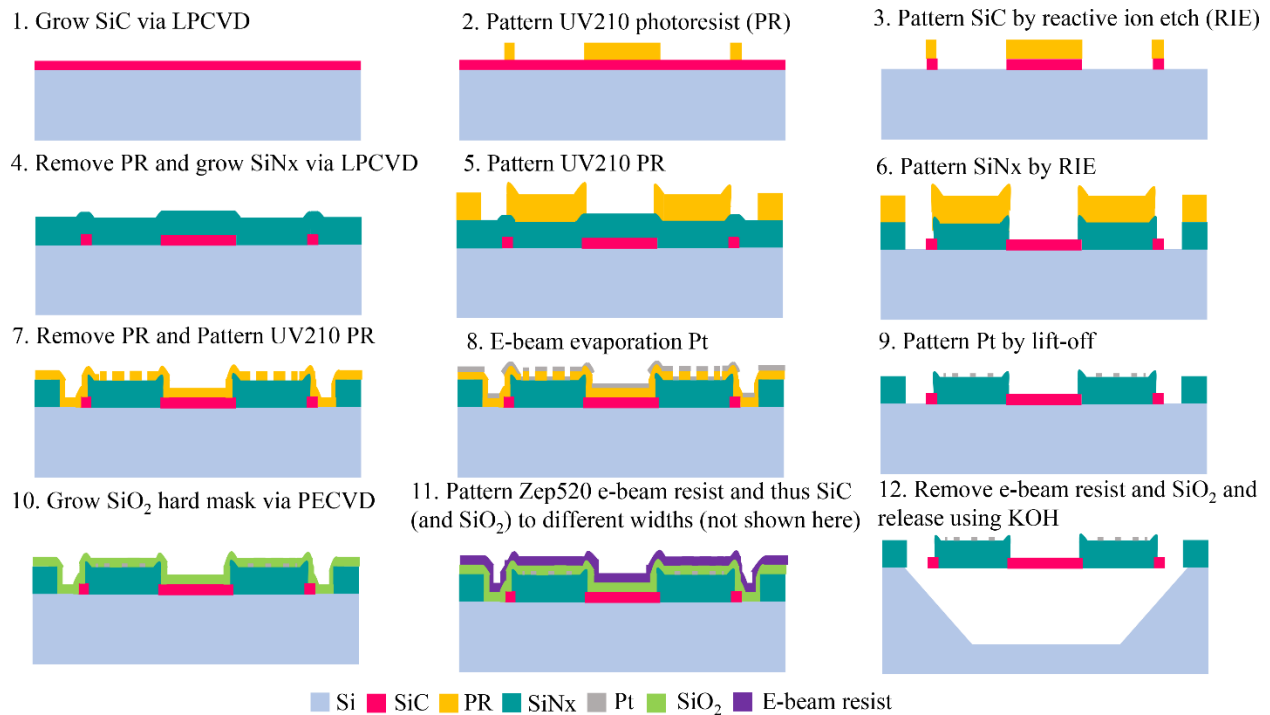 1. Grow SiC via LPCVD
2. Pattern UV210 photoresist (PR)
3. Pattern SiC by reactive ion etch (RIE)
4. Remove PR and grow SiNx via LPCVD
5. Pattern UV210 PR
6. Pattern SiNx by RIE
7. Remove PR and Pattern UV210 PR
8. E-beam evaporation Pt
9. Pattern Pt by lift-off
10. Grow SiO₂ hard mask via PECVD
11. Pattern Zep520 e-beam resist and thus SiC
(and SiO₂) to different widths (not shown here)
12. Remove e-beam resist and SiO₂ and
release using KOH
Si SiC PR SiNx Pt SiO₂ E-beam resist